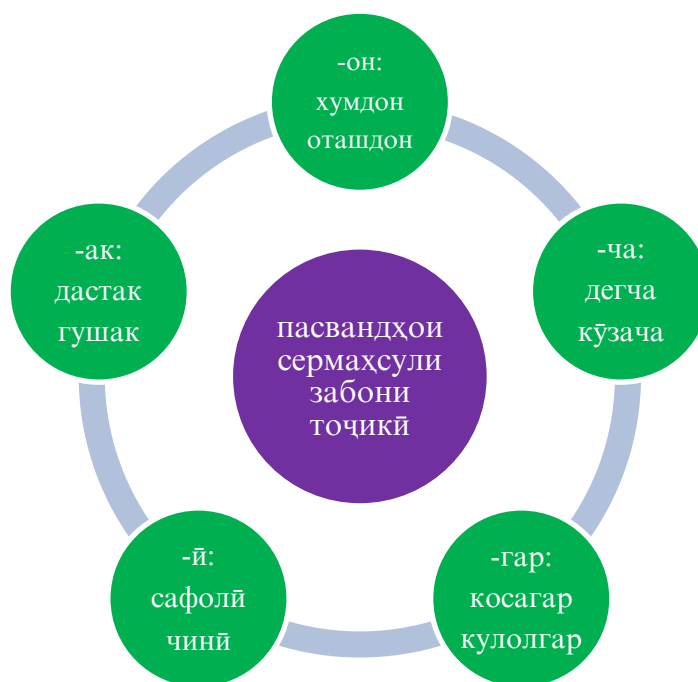 -он:
хумдон
оташдон
-ча:
дегча
кӯзача
-гар:
косагар
кулолгар
-ӣ:
сафолӣ
чинӣ
-ак:
дастак
гушак
пасвандҳои
сермаҳсули
забони
тоҷикӣ